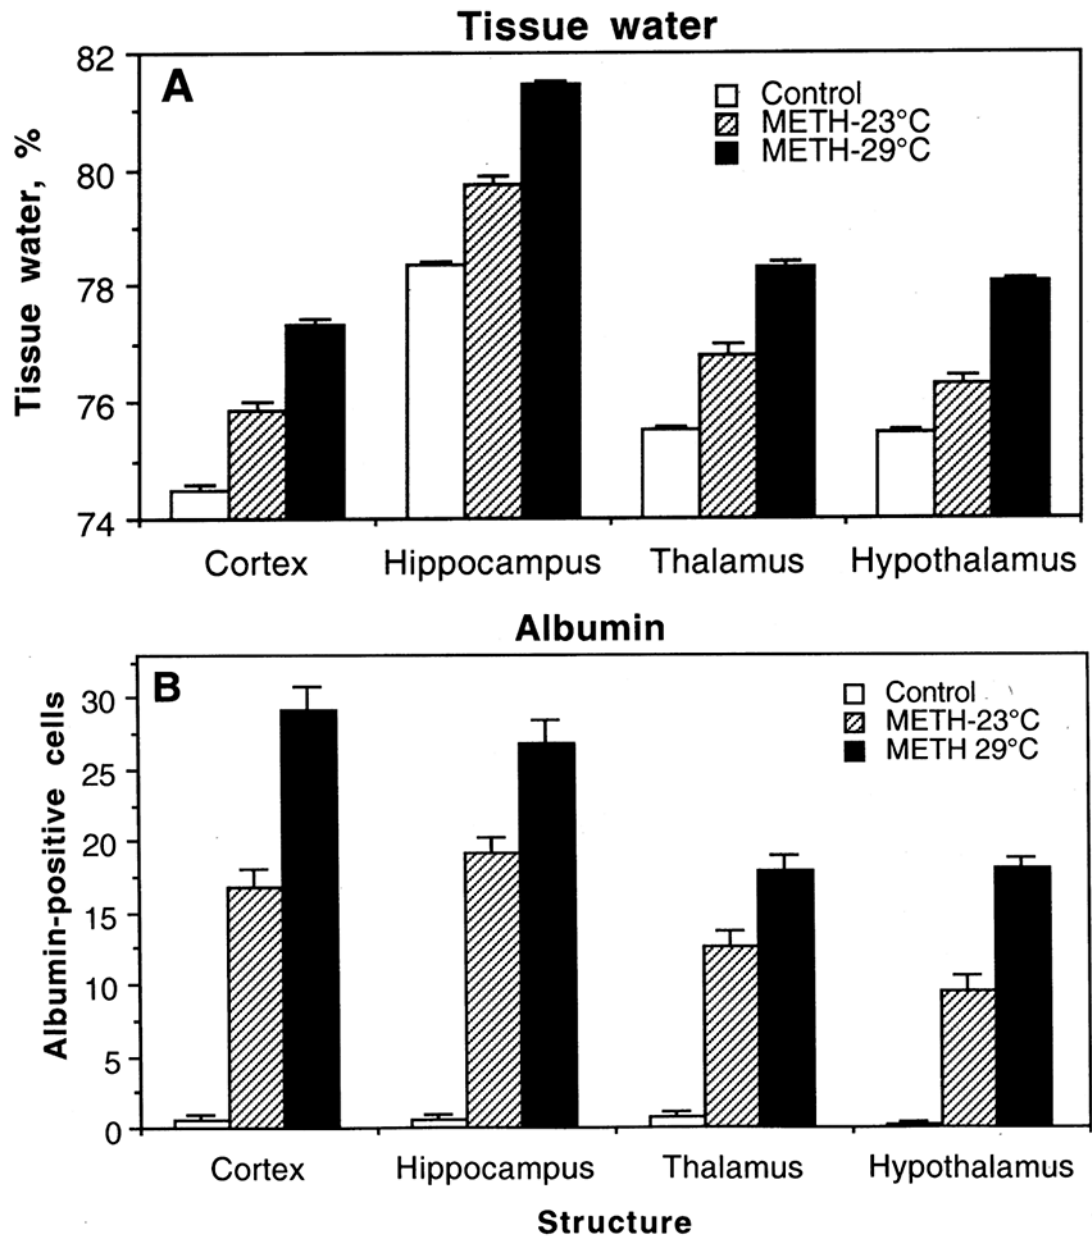 Tissue water
A
Control
METH-23°C
METH-29°C
Tissue water, %
82
80
78
76
74
Cortex Hippocampus Thalamus Hypothalamus
Albumin
B
Control
METH-23°C
METH 29°C
Albumin-positive cells
30
25
20
15
10
5
0
Cortex Hippocampus Thalamus Hypothalamus
Structure